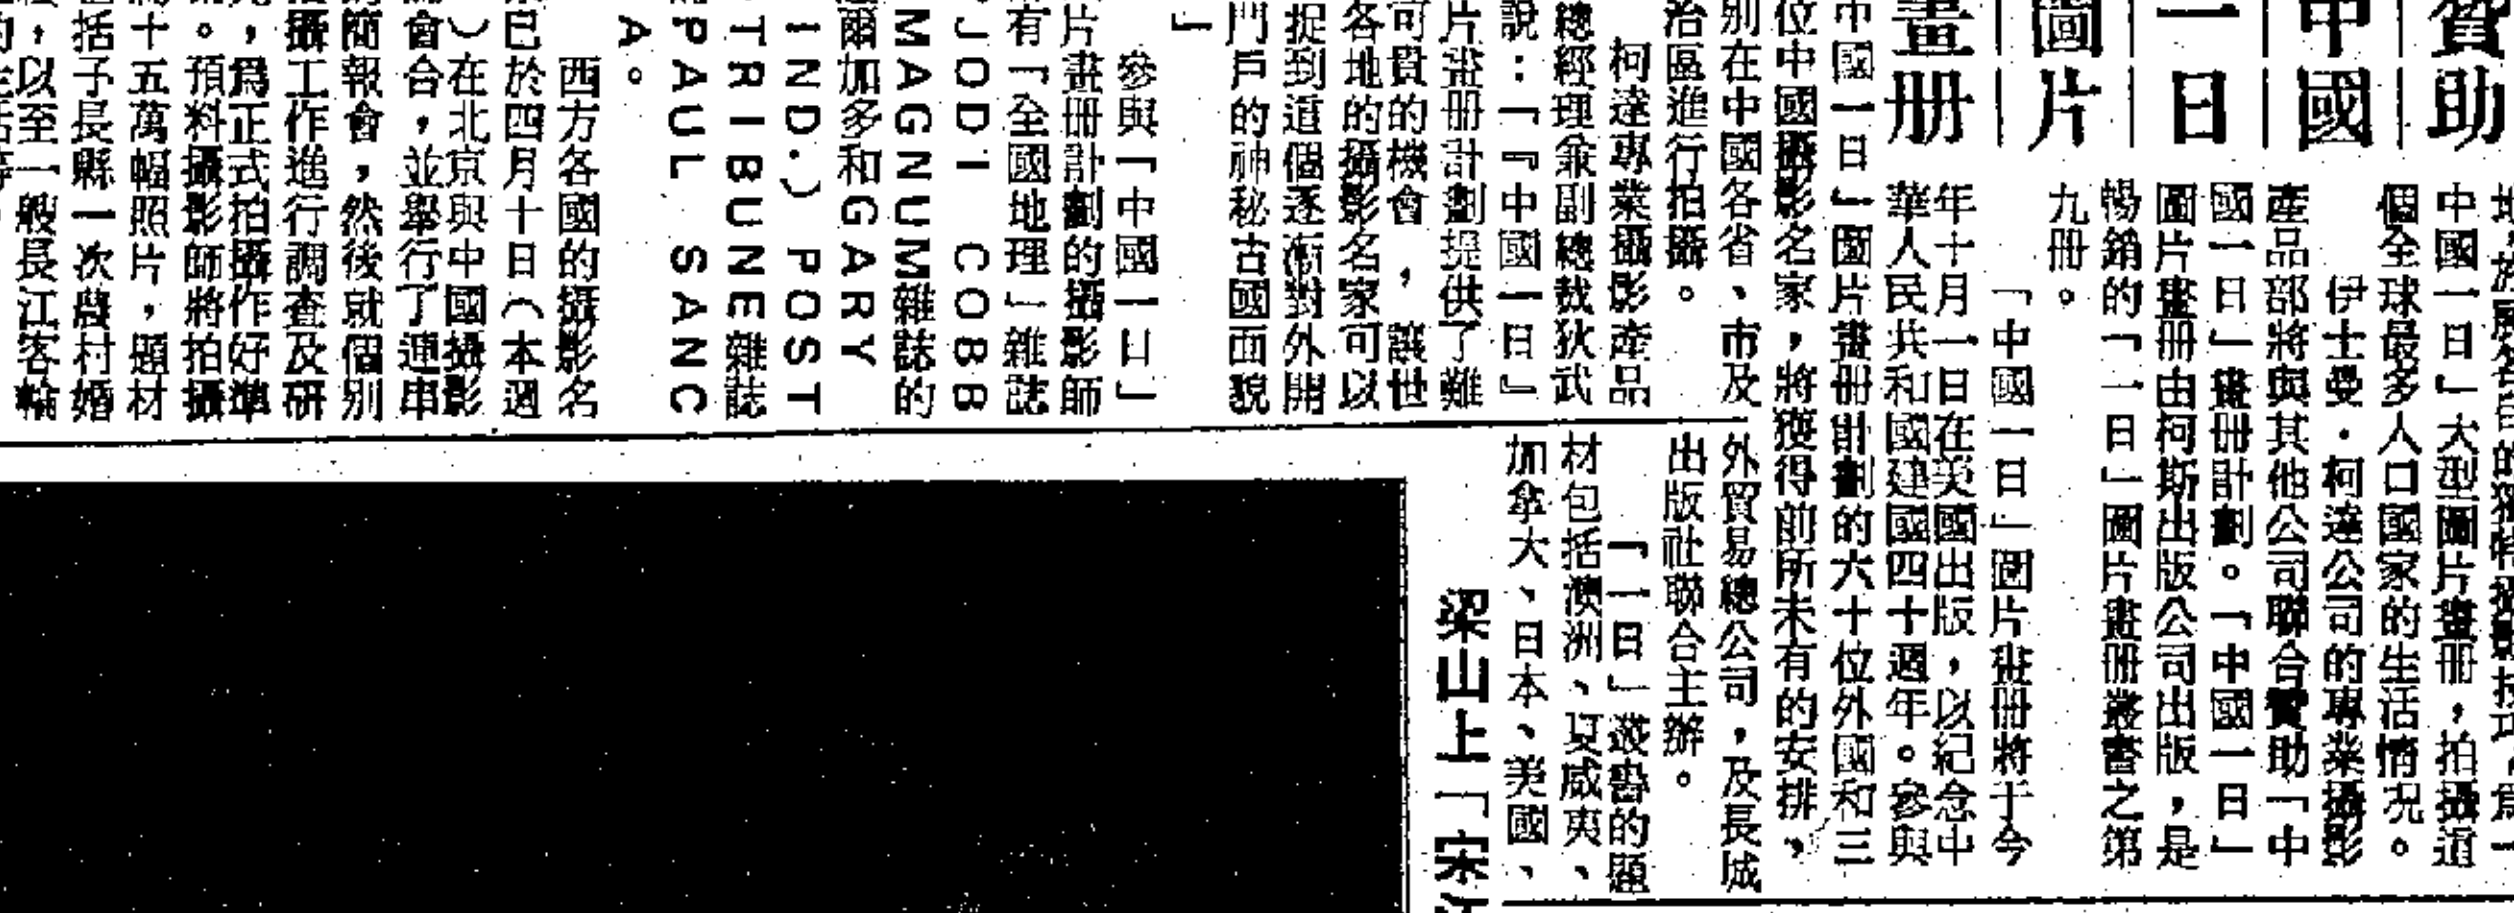 贊助
中國
一日
圖片
畫册
中國一日」大型圖片畫冊，拍攝這
個全球最多人口國家的生活情況。
伊士曼·柯達公司的專業攝影
產品部將與其他公司聯合贊助「中
國一日」畫冊計劃。「中國一日」
圖片畫冊由柯斯出版公司出版，是
暢銷的「一日」圖片畫冊叢書之第
九册。
「中國一日」圖片畫冊將于今
年十月一日在美國出版，以紀念中
華人民共和國建國四十週年。參與
中國一日」圖片畫冊計劃的六十位外國和三
位中國攝影名家，將獲得前所未有的安排，
別在中國各省、市及
治區進行拍攝。
柯達專業攝影產品
總經理兼副總裁狄武
說：「『中國一日』
片畫冊計劃提供了難
可貴的機會，讓世
各地的攝影名家可以
捉到這個逐漸對外開
門戶的神秘古國面貌
」
參與「中國一日」
片畫冊計劃的攝影師
有「全國地理」雜誌
JODI COBB
MAGNUM雜誌的
爾加多和GARY
IND.）POST
TRIBUNE雜誌
PAUL SANC
A。
西方各國的攝影名
已於四月十日（本週
）在北京與中國攝影
會合，並舉行了連串
簡報會，然後就個別
攝工作進行調查及研
，爲正式拍攝作好準
。預料攝影師將拍攝
十五萬幅照片，題材
括子長縣一次農村婚
，以至一艘長江客輪
外貿易總公司，及長城
出版社聯合主辦。
「一日」叢書的題
材包括澳洲、夏威夷、
加拿大、日本、美國、
梁山上「宋江